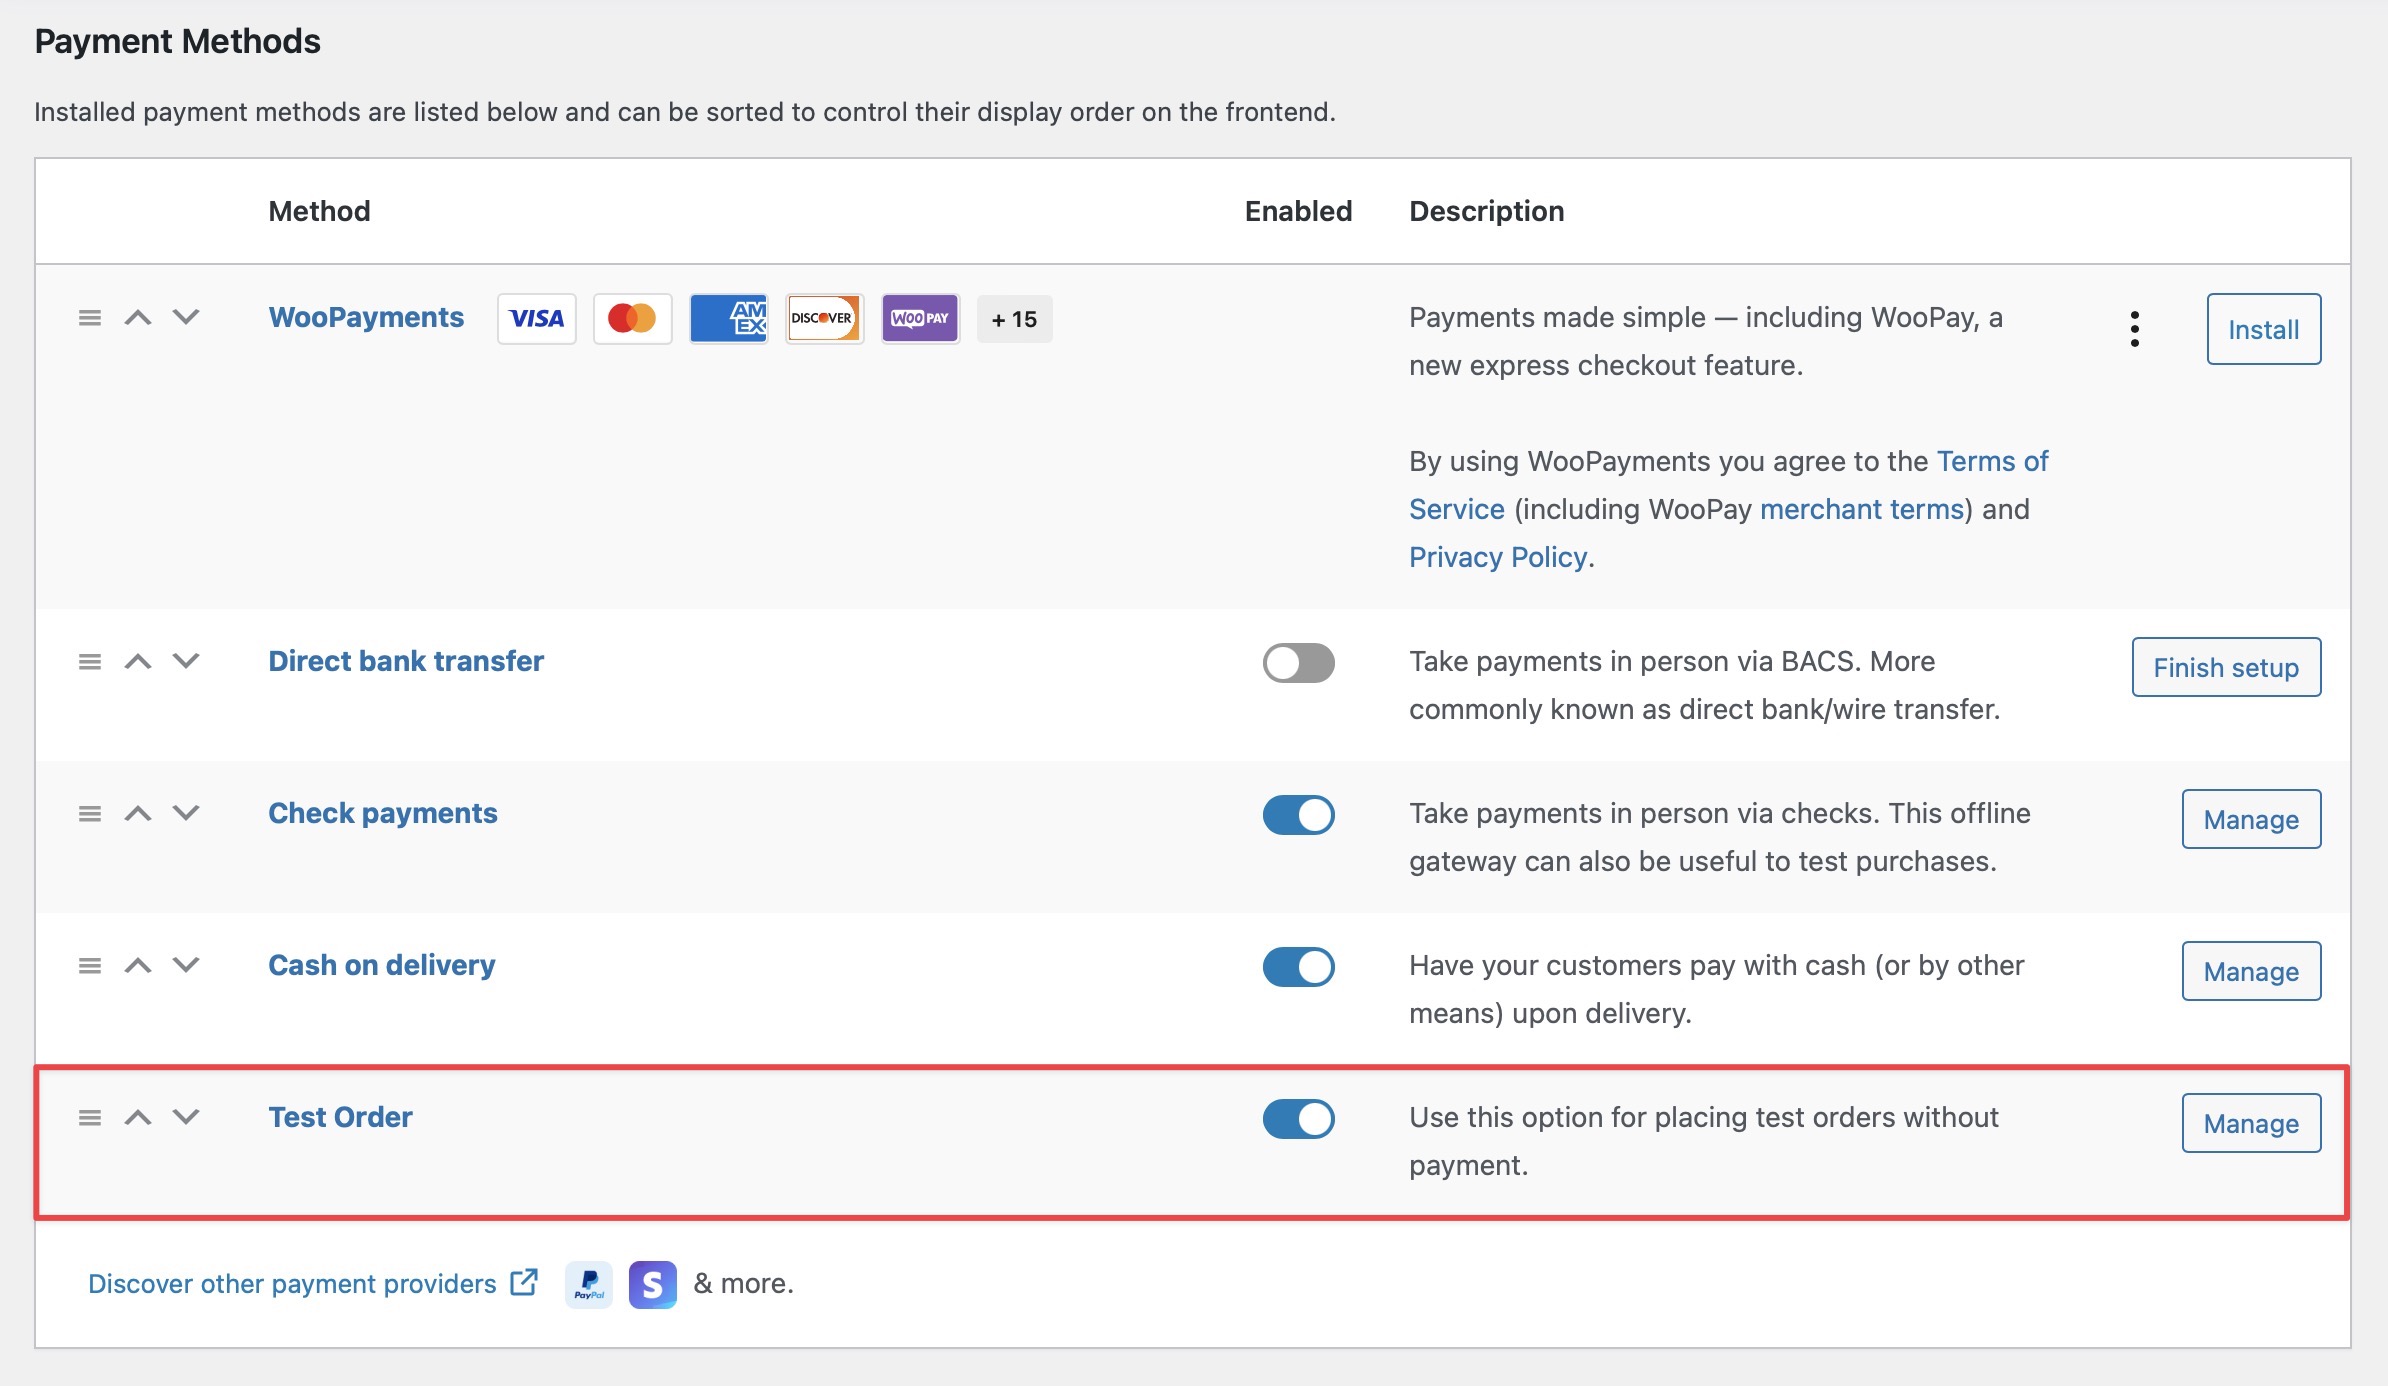 Payment Methods
Installed payment methods are listed below and can be sorted to control their display order on the frontend.
Method Enabled Description
WooPayments VISA AM EX DISCOVER WOO PAY + 15 Payments made simple — including WooPay, a Install
new express checkout feature.
By using WooPayments you agree to the Terms of
Service (including WooPay merchant terms) and
Privacy Policy.
Direct bank transfer Take payments in person via BACS. More Finish setup
commonly known as direct bank/wire transfer.
Check payments Take payments in person via checks. This offline Manage
gateway can also be useful to test purchases.
Cash on delivery Have your customers pay with cash (or by other Manage
means) upon delivery.
Test Order Use this option for placing test orders without Manage
payment.
Discover other payment providers PayPal S & more.